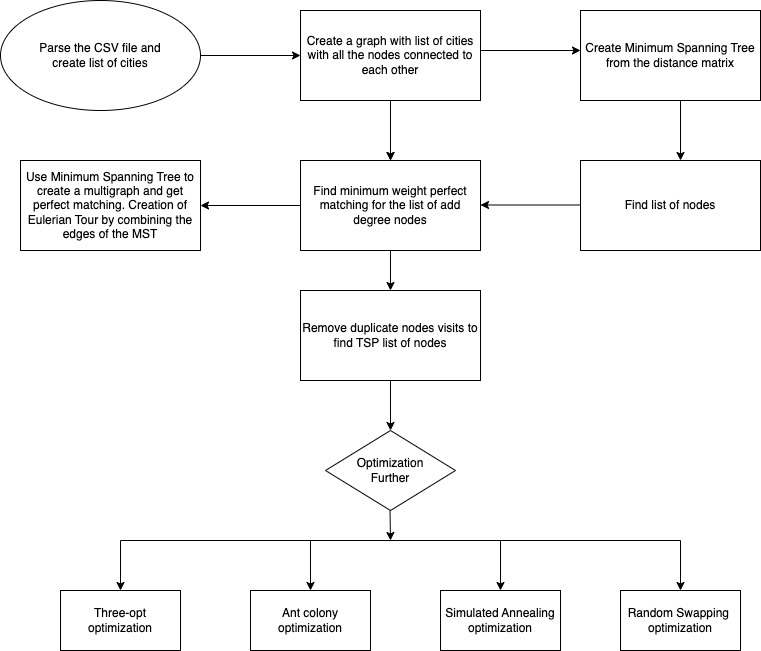 Parse the CSV file and
create list of cities
Create a graph with list of cities
with all the nodes connected to
each other
Create Minimum Spanning Tree
from the distance matrix
Use Minimum Spanning Tree to
create a multigraph and get
perfect matching. Creation of
Eulerian Tour by combining the
edges of the MST
Find minimum weight perfect
matching for the list of add
degree nodes
Find list of nodes
Remove duplicate nodes visits to
find TSP list of nodes
Optimization
Further
Three-opt
optimization
Ant colony
optimization
Simulated Annealing
optimization
Random Swapping
optimization